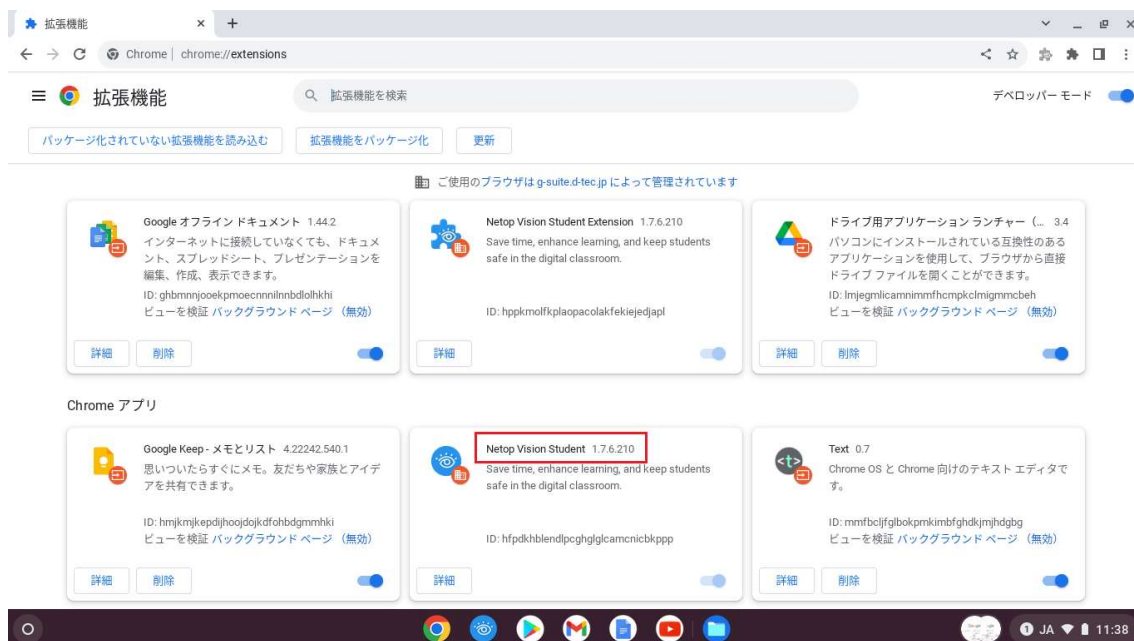 拡張機能
Chrome | chrome://extensions
拡張機能
拡張機能を検索
デベロッパー モード
パッケージ化されていない拡張機能を読み込む
拡張機能をパッケージ化
更新
ご使用のブラウザは g-suite.d-tec.jp によって管理されています
Google オフライン ドキュメント 1.44.2
インターネットに接続していなくても、ドキュメ
ント、スプレッドシート、プレゼンテーションを
編集、作成、表示できます。
ID: ghbmnnjooekpmoecnnnilnnbdlolhkhi
ビューを検証 バックグラウンド ページ （無効）
詳細
削除
Netop Vision Student Extension 1.7.6.210
Save time, enhance learning, and keep students
safe in the digital classroom.
ID: hppkmolfkplaopacolakfekiejedjapl
詳細
ドライブ用アプリケーション ランチャー（... 3.4
パソコンにインストールされている互換性のある
アプリケーションを使用して、ブラウザから直接
ドライブ ファイルを開くことができます。
ID: lmjegmlicamnimmfhcmpkclmigmmcbeh
ビューを検証 バックグラウンド ページ （無効）
詳細
削除
Chrome アプリ
Google Keep - メモとリスト 4.22242.540.1
思いついたらすぐにメモ。友だちや家族とアイデ
アを共有できます。
ID: hmjkmjkepdijhoojdojkdfohbdgmmhki
ビューを検証 バックグラウンド ページ （無効）
詳細
削除
Netop Vision Student 1.7.6.210
Save time, enhance learning, and keep students
safe in the digital classroom.
ID: hfpdkhblendlpcghglglcamcnicbkppp
詳細
<t>
Text 0.7
Chrome OS と Chrome 向けのテキスト エディタで
す。
ID: mmfbcljfglbokpmkimbfghdkjmjhdgbg
ビューを検証 バックグラウンド ページ （無効）
詳細
削除
1 JA 11:38